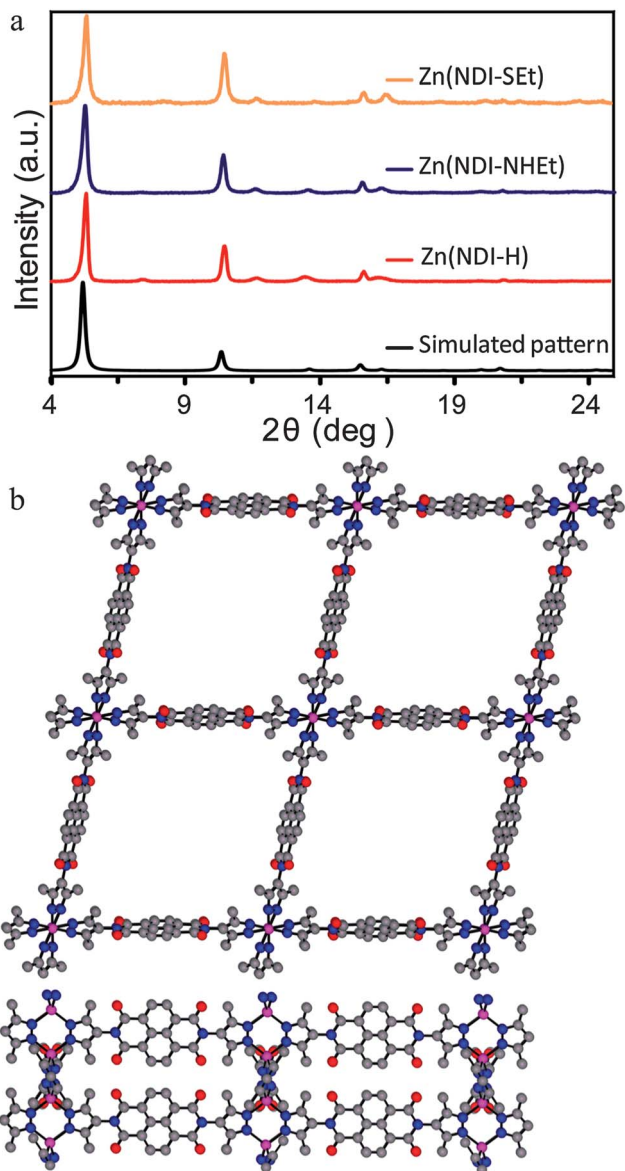 a
Zn(NDI-SEt)
Zn(NDI-NHEt)
Zn(NDI-H)
Simulated pattern
Intensity (a.u.)
4 9 14 19 24
2θ (deg )
b